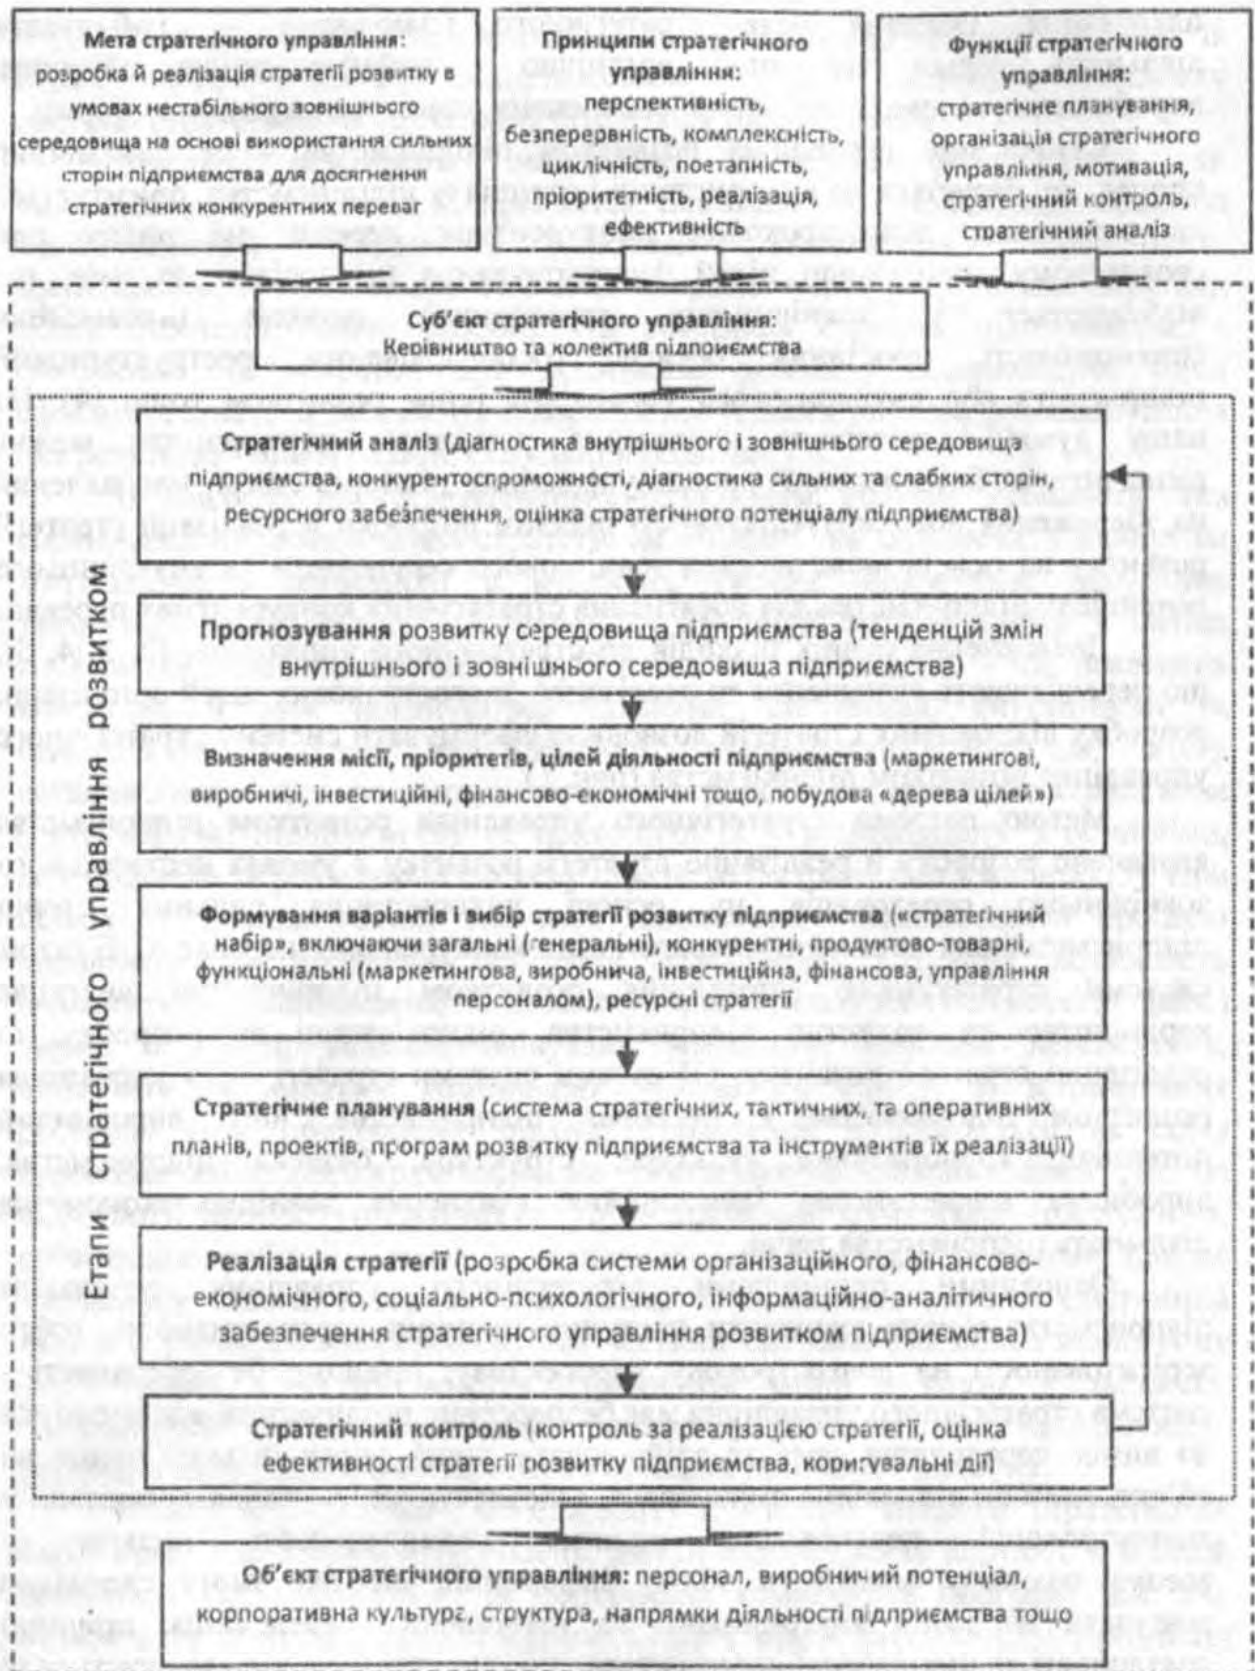 Мета стратегічного управління:
розробка й реалізація стратегії розвитку в
умовах нестабільного зовнішнього
середовища на основі використання сильних
сторін підприємства для досягнення
стратегічних конкурентних переваг
Принципи стратегічного
управління:
перспективність,
безперервність, комплексність,
циклічність, поетапність,
пріоритетність, реалізація,
ефективність
Функції стратегічного
управління:
стратегічне планування,
організація стратегічного
управління, мотивація,
стратегічний контроль,
стратегічний аналіз
Суб'єкт стратегічного управління:
Керівництво та колектив підприємства
Етапи стратегічного управління розвитком
Стратегічний аналіз (діагностика внутрішнього і зовнішнього середовища
підприємства, конкурентоспроможності, діагностика сильних та слабких сторін,
ресурсного забезпечення, оцінка стратегічного потенціалу підприємства)
Прогнозування розвитку середовища підприємства (тенденцій змін
внутрішнього і зовнішнього середовища підприємства)
Визначення місії, пріоритетів, цілей діяльності підприємства (маркетингові,
виробничі, інвестиційні, фінансово-економічні тощо, побудова «дерева цілей»)
Формування варіантів і вибір стратегії розвитку підприємства («стратегічний
набір», включаючи загальні (генеральні), конкурентні, продуктово-товарні,
функціональні (маркетингова, виробнича, інвестиційна, фінансова, управління
персоналом), ресурсні стратегії
Стратегічне планування (система стратегічних, тактичних, та оперативних
планів, проектів, програм розвитку підприємства та інструментів їх реалізації)
Реалізація стратегії (розробка системи організаційного, фінансово-
економічного, соціально-психологічного, інформаційно-аналітичного
забезпечення стратегічного управління розвитком підприємства)
Стратегічний контроль (контроль за реалізацією стратегії, оцінка
ефективності стратегії розвитку підприємства, коригувальні дії)
Об'єкт стратегічного управління: персонал, виробничий потенціал,
корпоративна культура, структура, напрямки діяльності підприємства тощо